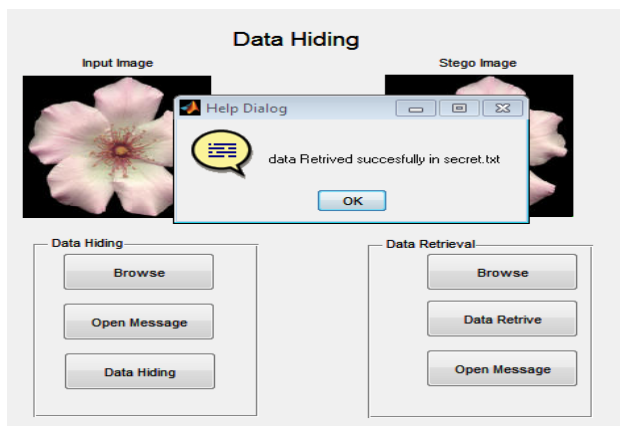 Data Hiding
Input Image
Stego Image
Help Dialog
data Retrived succesfully in secret.txt
OK
Data Hiding
Browse
Open Message
Data Hiding
Data Retrieval
Browse
Data Retrive
Open Message